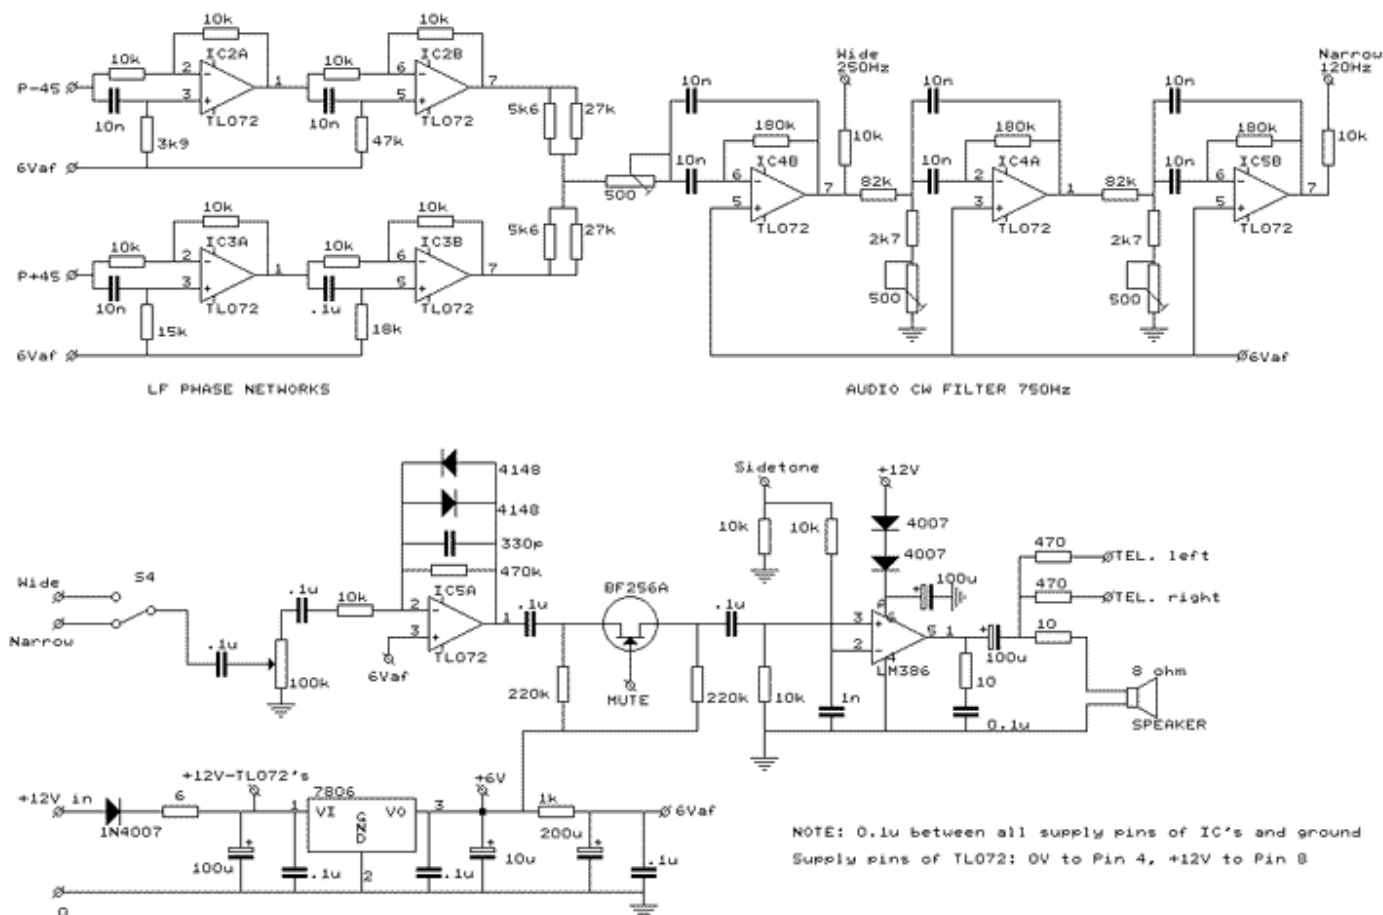 10k
10k
10k
IC2A
10k
IC2B
P-45
2
3
1
6
5
7
10n
TL072
10n
TL072
3k9
47k
6Vaf
5k6
27k
10k
10k
10k
IC3A
10k
IC3B
P+45
2
3
1
6
5
7
10n
TL072
.1u
TL072
15k
18k
6Vaf
5k6
27k
LF PHASE NETWORKS
Wide
250Hz
Narrow
120Hz
10n
10n
10n
10k
10k
180k
180k
180k
10n
IC4B
10n
IC4A
10n
IC5B
500
6
5
7
82k
2
3
1
82k
6
5
7
TL072
TL072
TL072
2k7
2k7
500
500
6Vaf
AUDIO CW FILTER 750Hz
4148
4148
330p
470k
Wide
S4
Narrow
.1u
.1u
10k
100k
IC5A
2
3
1
TL072
6Vaf
.1u
BF256A
MUTE
220k
220k
.1u
Sidetone
10k
10k
10k
1n
+12V
4007
4007
100u
3
2
6
5
4
1
LM386
100u
10
0.1u
470
TEL. left
470
TEL. right
10
8 ohm
SPEAKER
+12V-TL072's
+12V in
6
1N4007
7806
1
VI
VO
3
GND
2
+6V
1k
6Vaf
100u
.1u
.1u
10u
200u
.1u
0
NOTE: 0.1u between all supply pins of IC's and ground
Supply pins of TL072: 0V to Pin 4, +12V to Pin 8